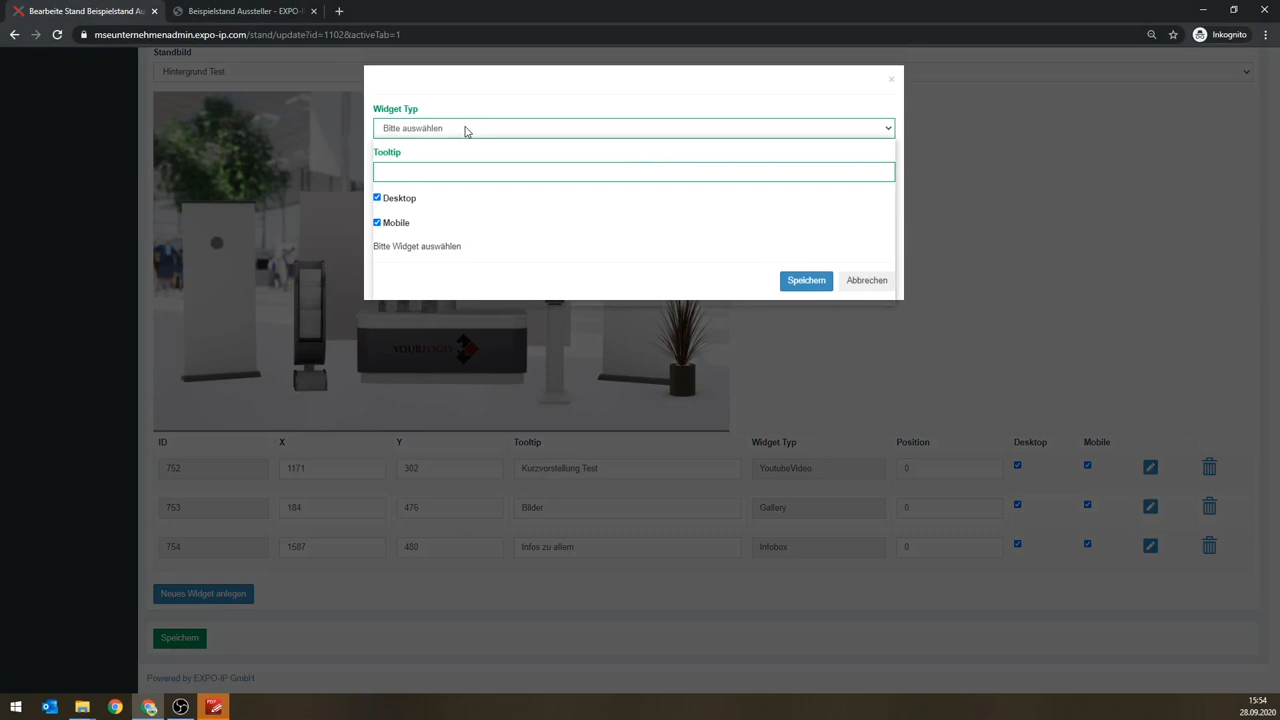 Bearbeite Stand Beispielstand Au
Beispielstand Aussteller - EXPO-I
mseunternehmenadmin.expo-ip.com/stand/update?id=1102&activeTab=1
Inkognito
Standbild
Hintergrund Test
×
Widget Typ
Bitte auswählen
Tooltip
Desktop
Mobile
Bitte Widget auswählen
Speichern Abbrechen
YOURLOGO
ID X Y Tooltip Widget Typ Position Desktop Mobile
752 1171 302 Kurzvorstellung Test YoutubeVideo 0
753 184 476 Bilder Gallery 0
754 1587 480 Infos zu allem Infobox 0
Neues Widget anlegen
Speichern
Powered by EXPO-IP GmbH
PDF
15:54
28.09.2020